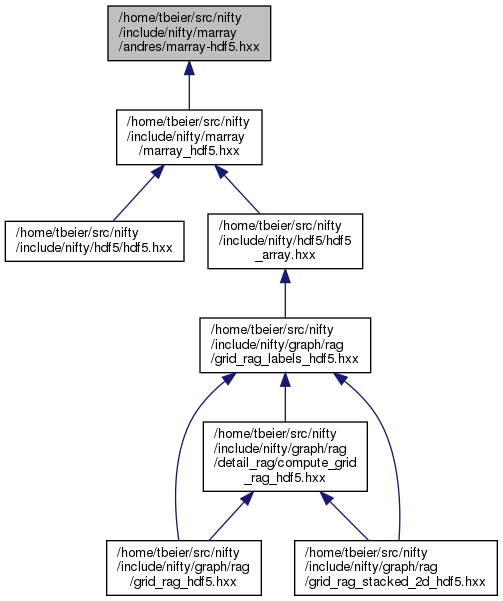 /home/tbeier/src/nifty
/include/nifty/marray
/andres/marray-hdf5.hxx
/home/tbeier/src/nifty
/include/nifty/marray
/marray_hdf5.hxx
/home/tbeier/src/nifty
/include/nifty/hdf5/hdf5.hxx
/home/tbeier/src/nifty
/include/nifty/hdf5/hdf5
_array.hxx
/home/tbeier/src/nifty
/include/nifty/graph/rag
/grid_rag_labels_hdf5.hxx
/home/tbeier/src/nifty
/include/nifty/graph/rag
/detail_rag/compute_grid
_rag_hdf5.hxx
/home/tbeier/src/nifty
/include/nifty/graph/rag
/grid_rag_hdf5.hxx
/home/tbeier/src/nifty
/include/nifty/graph/rag
/grid_rag_stacked_2d_hdf5.hxx